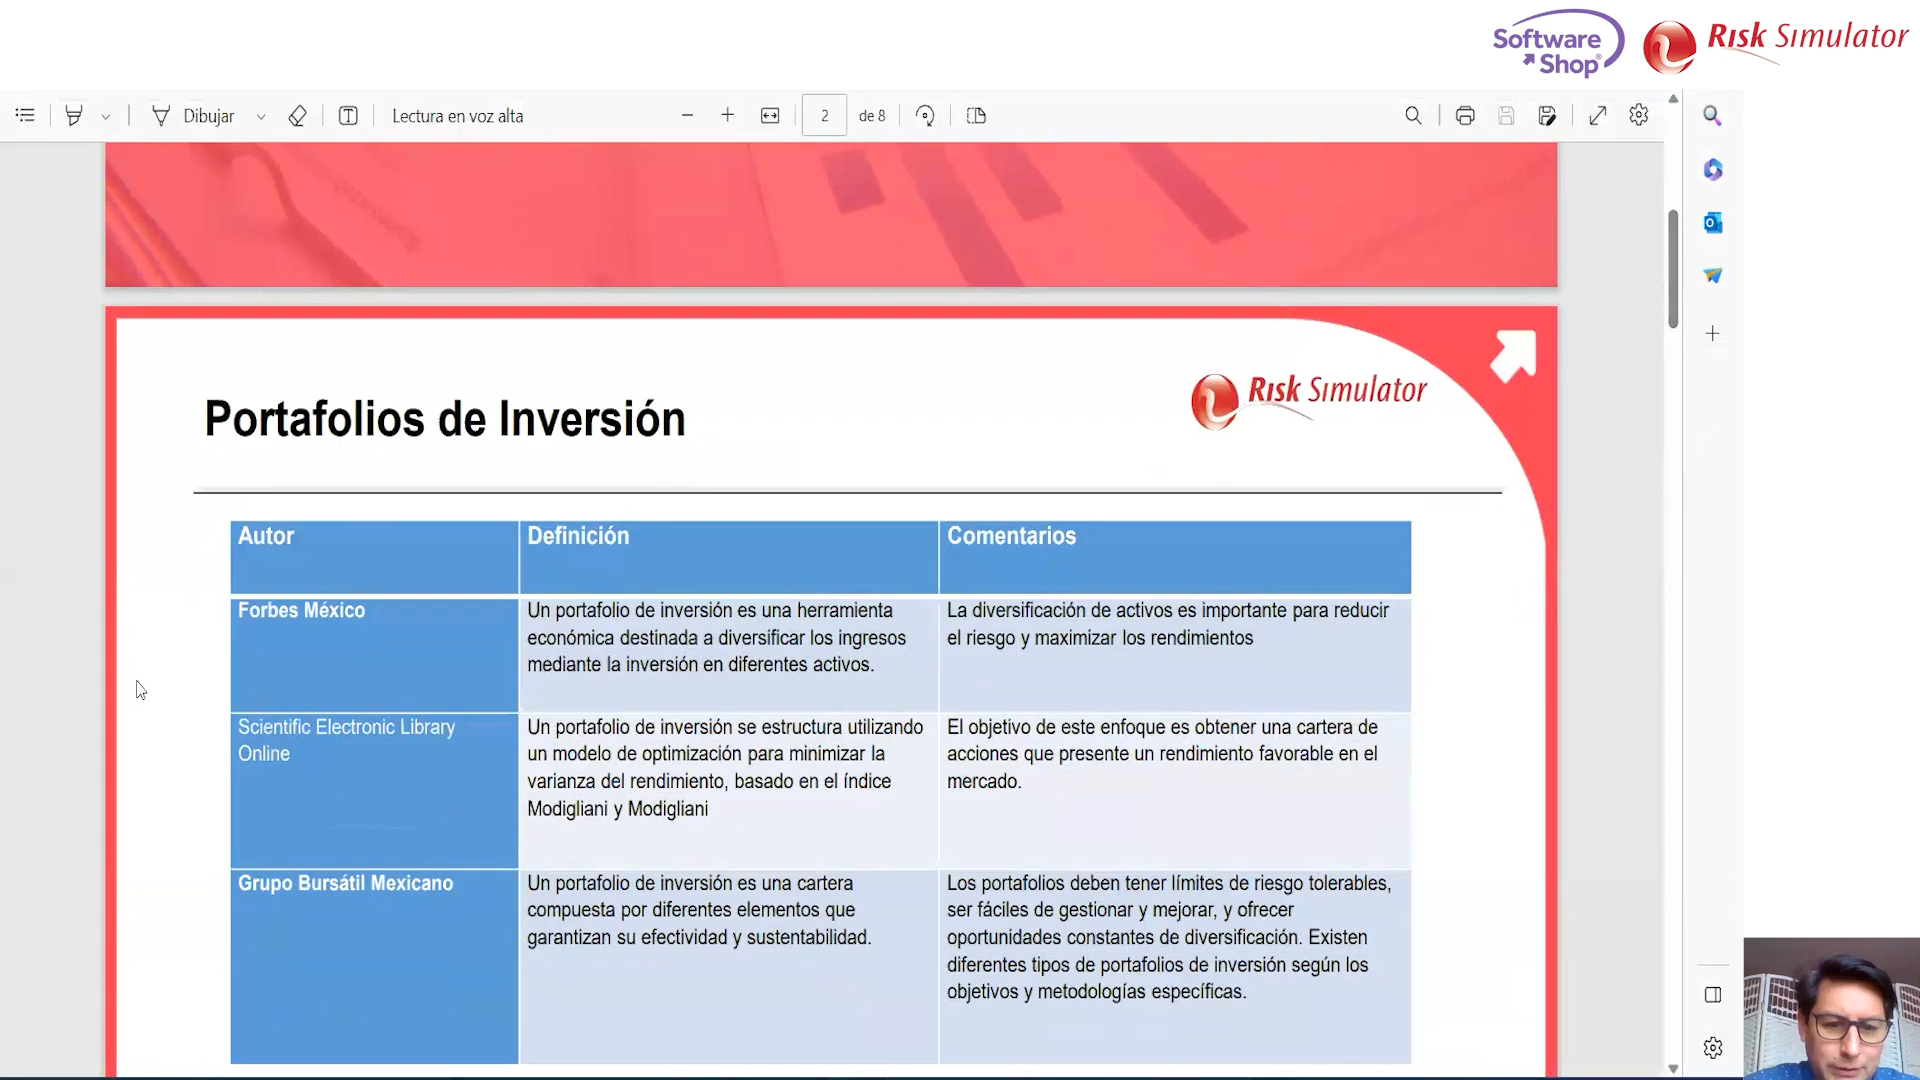 Software
Shop
Risk Simulator
Dibujar
Lectura en voz alta
2
de 8
Risk Simulator
Portafolios de Inversión
Autor
Definición
Comentarios
Forbes México
Un portafolio de inversión es una herramienta
económica destinada a diversificar los ingresos
mediante la inversión en diferentes activos.
La diversificación de activos es importante para reducir
el riesgo y maximizar los rendimientos
Scientific Electronic Library
Online
Un portafolio de inversión se estructura utilizando
un modelo de optimización para minimizar la
varianza del rendimiento, basado en el índice
Modigliani y Modigliani
El objetivo de este enfoque es obtener una cartera de
acciones que presente un rendimiento favorable en el
mercado.
Grupo Bursátil Mexicano
Un portafolio de inversión es una cartera
compuesta por diferentes elementos que
garantizan su efectividad y sustentabilidad.
Los portafolios deben tener límites de riesgo tolerables,
ser fáciles de gestionar y mejorar, y ofrecer
oportunidades constantes de diversificación. Existen
diferentes tipos de portafolios de inversión según los
objetivos y metodologías específicas.